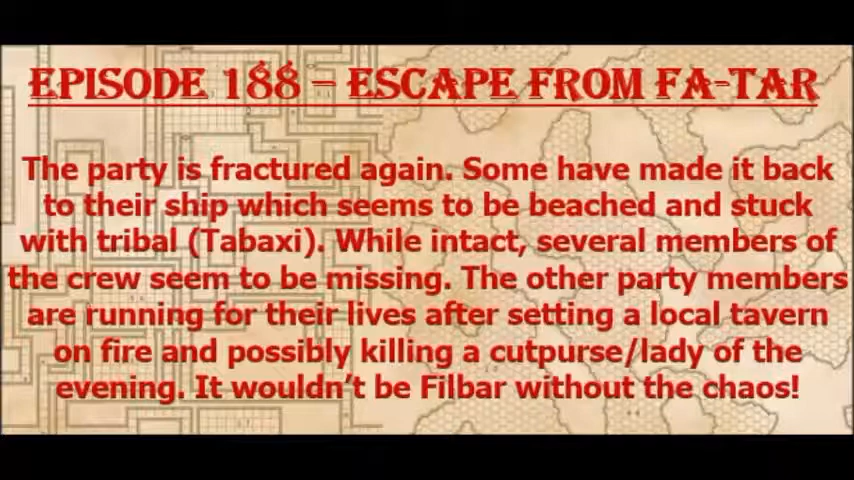 EPISODE 188 – ESCAPE FROM FA-TAR
The party is fractured again. Some have made it back
to their ship which seems to be beached and stuck
with tribal (Tabaxi). While intact, several members of
the crew seem to be missing. The other party members
are running for their lives after setting a local tavern
on fire and possibly killing a cutpurse/lady of the
evening. It wouldn’t be Filbar without the chaos!